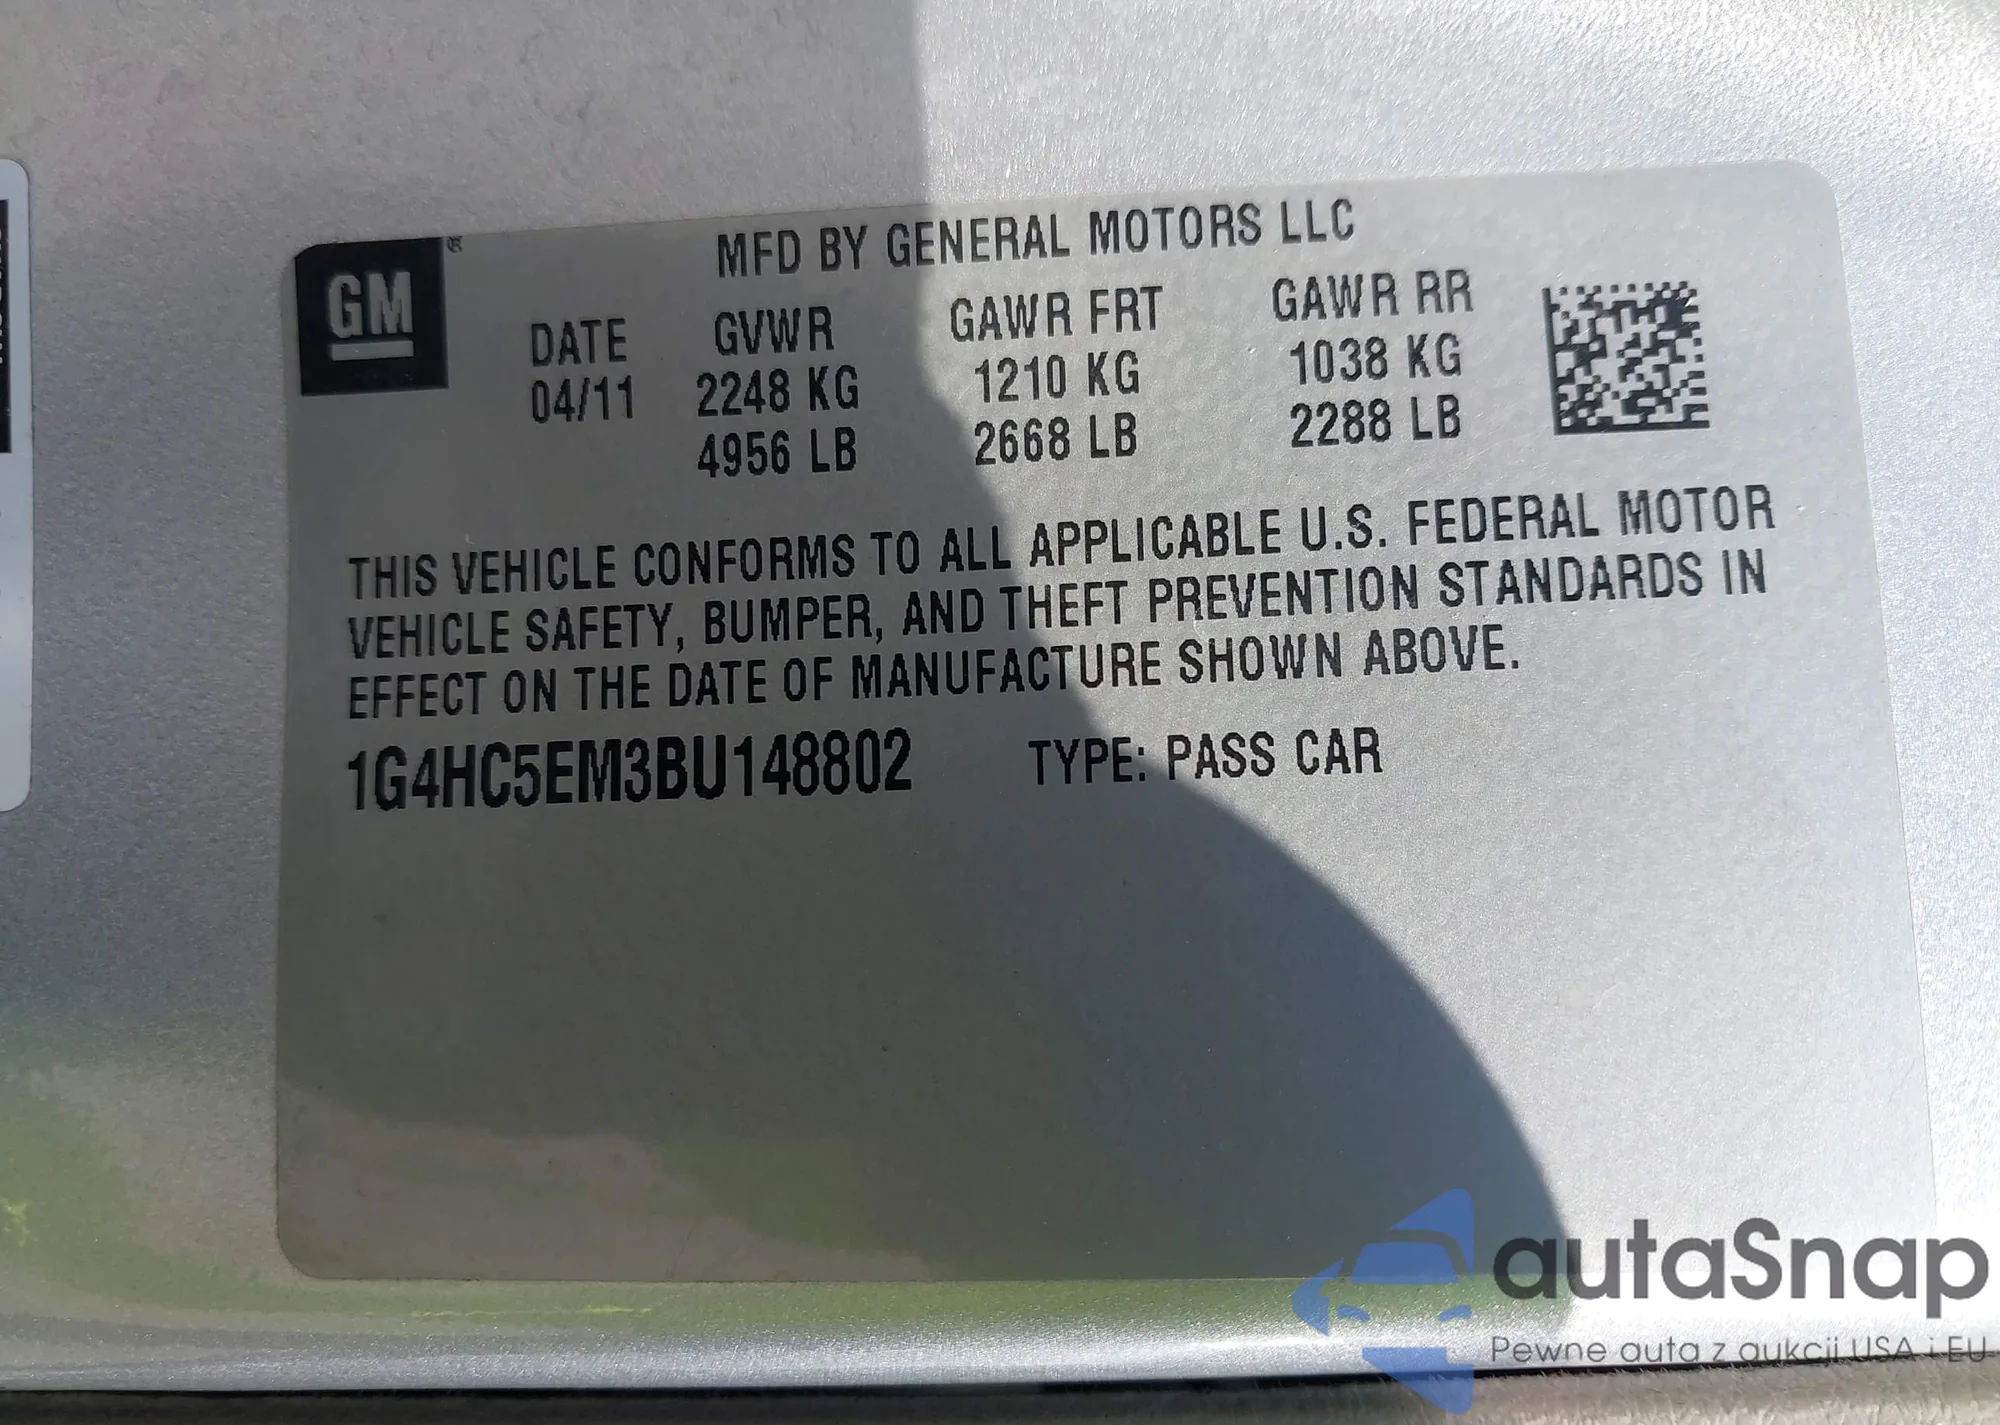 GM
MFD BY GENERAL MOTORS LLC
DATE GVWR GAWR FRT GAWR RR
04/11 2248 KG 1210 KG 1038 KG
4956 LB 2668 LB 2288 LB
THIS VEHICLE CONFORMS TO ALL APPLICABLE U.S. FEDERAL MOTOR
VEHICLE SAFETY, BUMPER, AND THEFT PREVENTION STANDARDS IN
EFFECT ON THE DATE OF MANUFACTURE SHOWN ABOVE.
1G4HC5EM3BU148802 TYPE: PASS CAR
autaSnap
Pewne auta z aukcji USA i EU